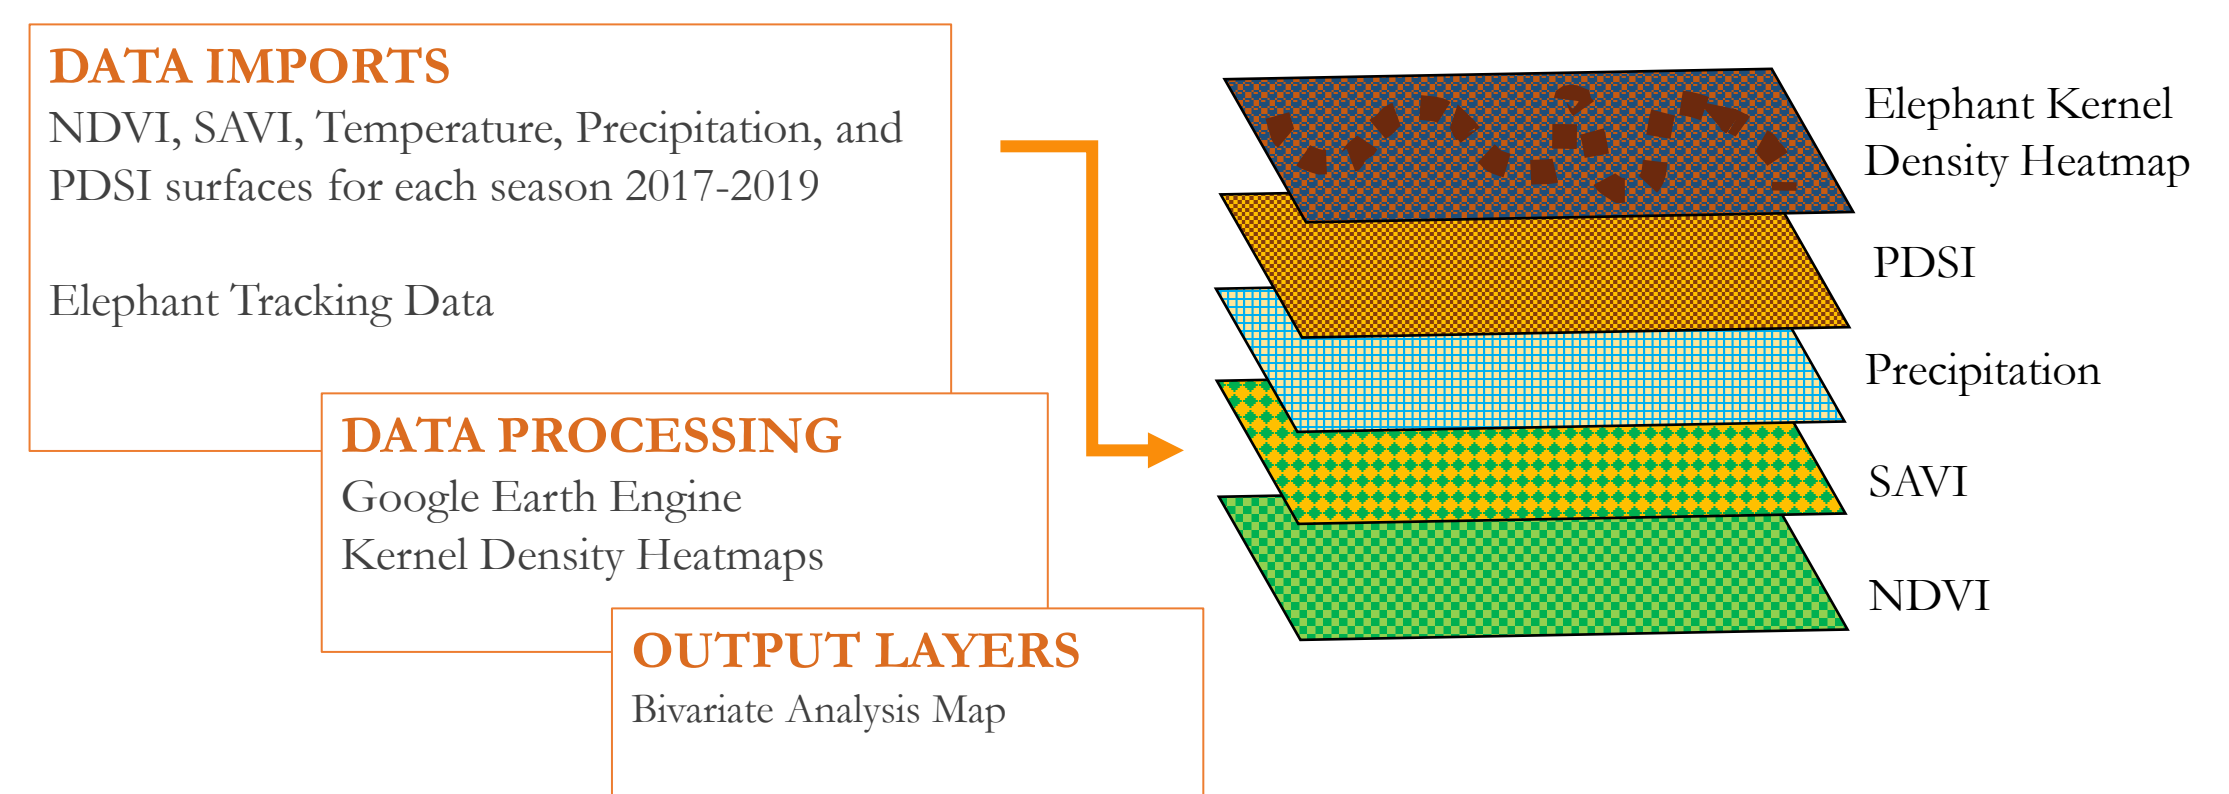 DATA IMPORTS
NDVI, SAVI, Temperature, Precipitation, and
PDSI surfaces for each season 2017-2019
Elephant Tracking Data
DATA PROCESSING
Google Earth Engine
Kernel Density Heatmaps
OUTPUT LAYERS
Bivariate Analysis Map
Elephant Kernel
Density Heatmap
PDSI
Precipitation
SAVI
NDVI